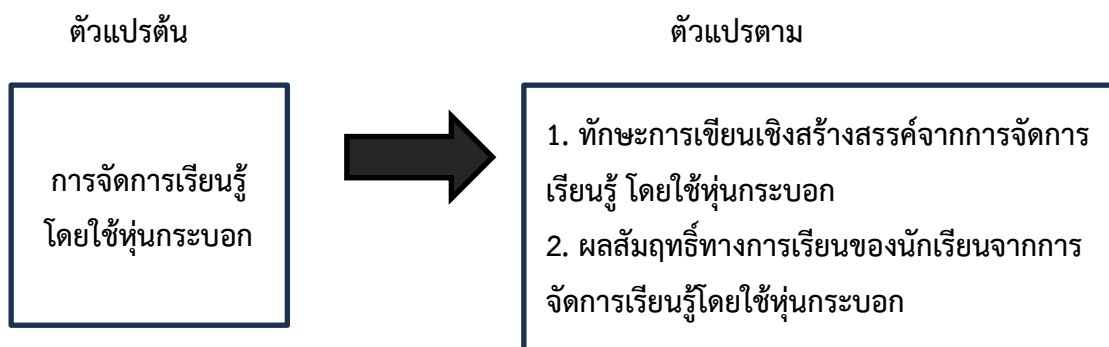 ตัวแปรต้น
ตัวแปรตาม
การจัดการเรียนรู้
โดยใช้หุ่นกระบอก
1. ทักษะการเขียนเชิงสร้างสรรค์จากการจัดการ
เรียนรู้ โดยใช้หุ่นกระบอก
2. ผลสัมฤทธิ์ทางการเรียนของนักเรียนจากการ
จัดการเรียนรู้โดยใช้หุ่นกระบอก